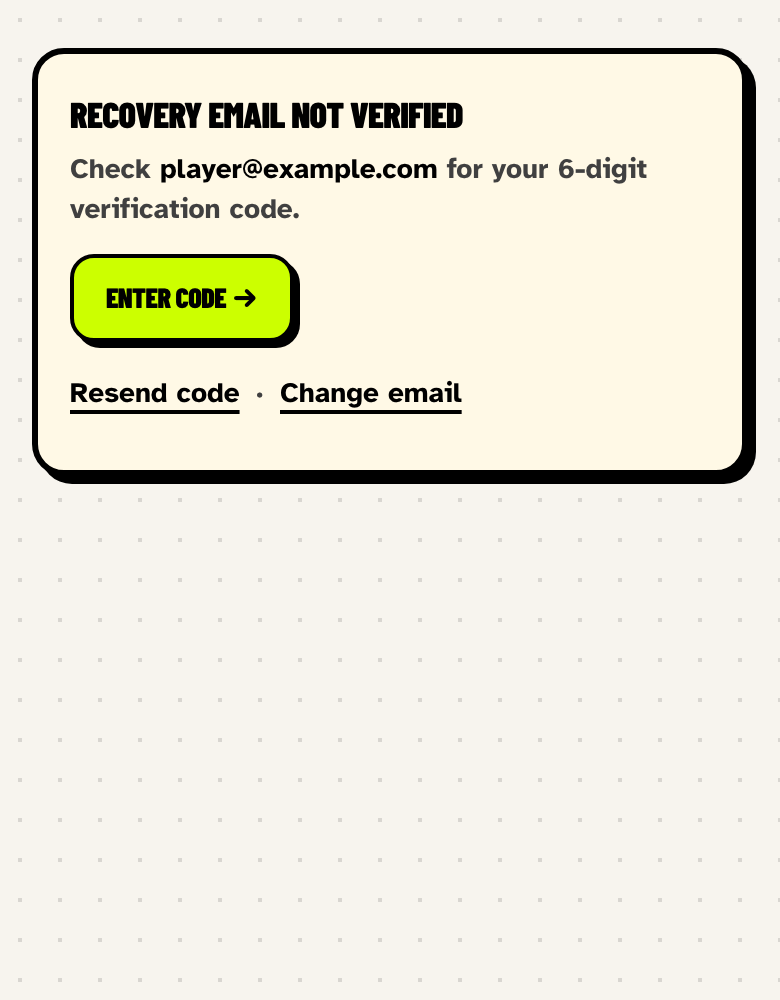 RECOVERY EMAIL NOT VERIFIED
Check player@example.com for your 6-digit
verification code.
ENTER CODE →
Resend code · Change email